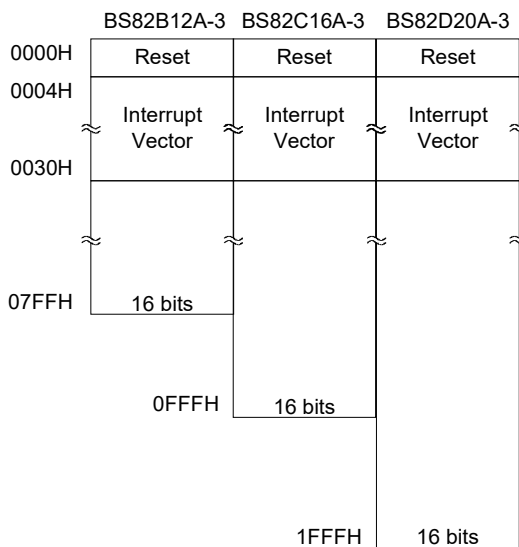 BS82B12A-3 BS82C16A-3 BS82D20A-3
0000H Reset Reset Reset
0004H
Interrupt Vector Interrupt Vector Interrupt Vector
0030H
07FFH 16 bits
0FFFH 16 bits
1FFFH 16 bits